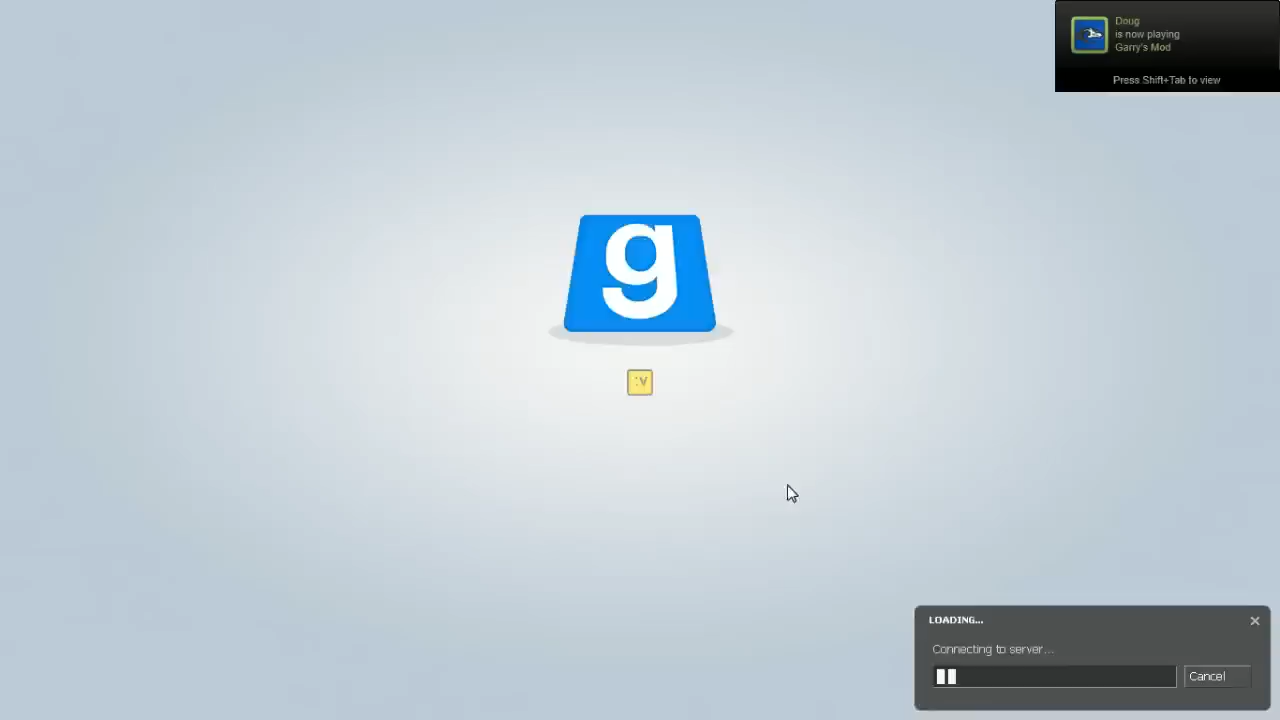 Doug
is now playing
Garry's Mod
Press Shift+Tab to view
g
:v
LOADING...
Connecting to server...
Cancel